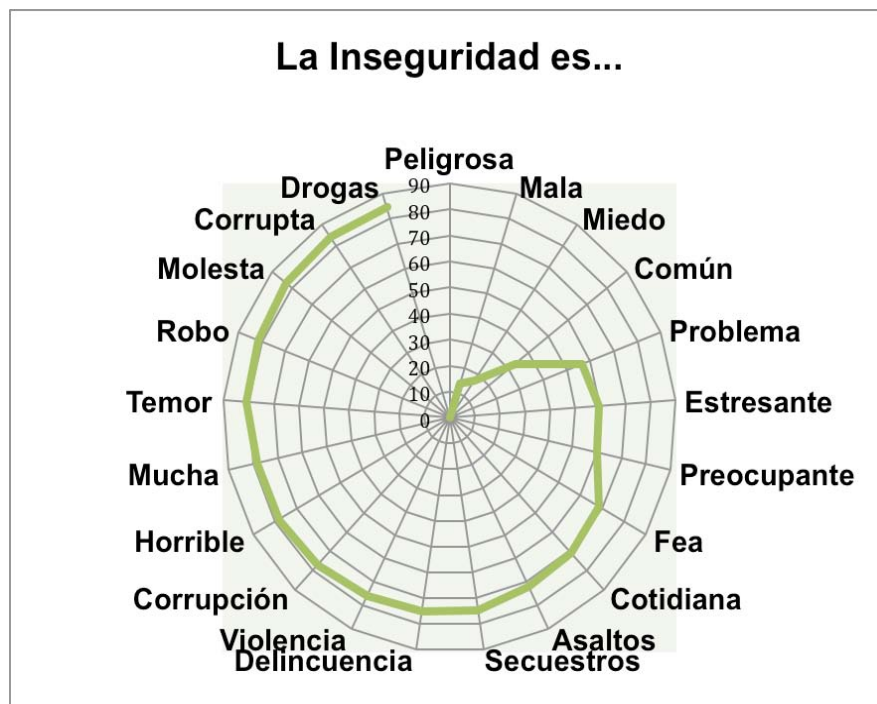 La Inseguridad es...
Peligrosa
Mala
Miedo
Común
Problema
Estresante
Preocupante
Fea
Cotidiana
Asaltos
Secuestros
Delincuencia
Violencia
Corrupción
Horrible
Mucha
Temor
Robo
Molesta
Corrupta
Drogas
90
80
70
60
50
40
30
20
10
0